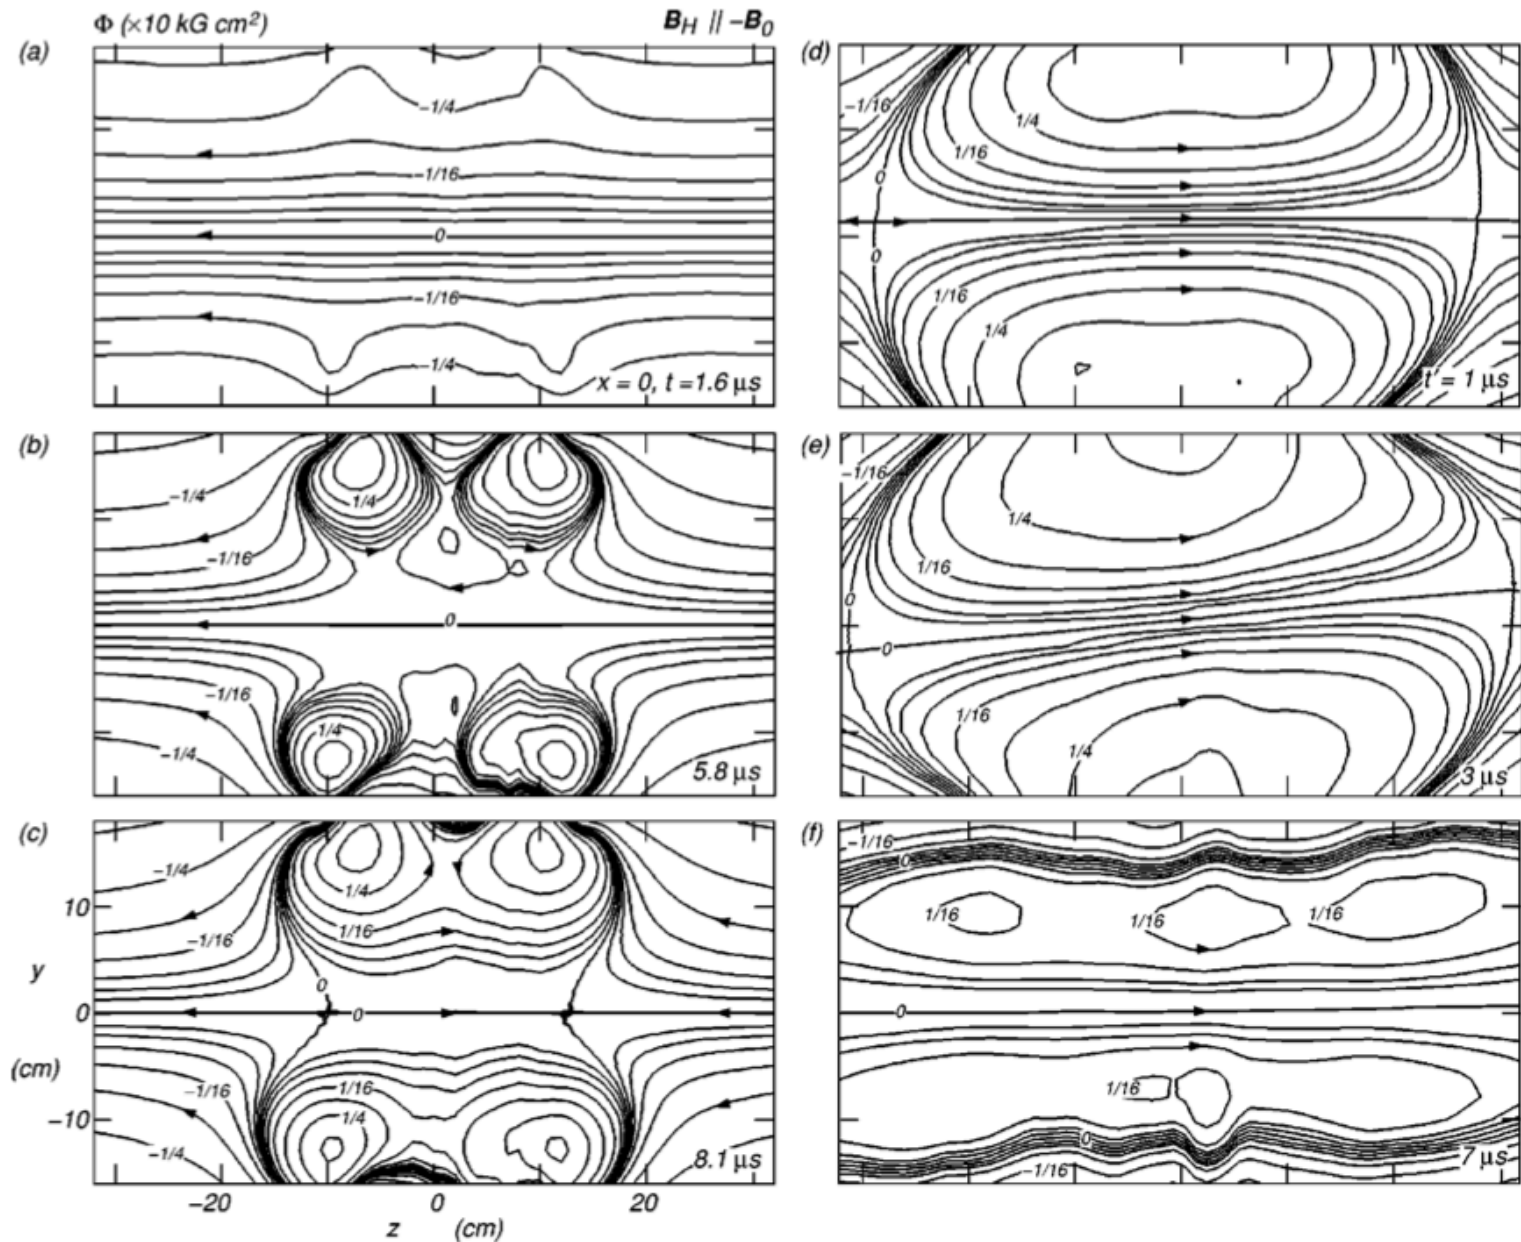 Φ (×10 kG cm²)
B_H ∥ −B₀
(a)
−1/4
−1/16
0
−1/16
−1/4
x = 0, t =1.6 μs
(b)
1/4
−1/4
−1/16
0
−1/16
1/4
−1/4
5.8 μs
(c)
−1/4
1/4
10
−1/16
1/16
y
0
0
0
(cm)
−1/16
1/16
1/4
−10
−1/4
8.1 μs
−20
0
20
z
(cm)
(d)
−1/16
1/4
1/16
0
0
1/16
1/4
t′ = 1 μs
(e)
−1/16
1/4
1/16
0
0
1/16
1/4
3 μs
(f)
−1/16
0
1/16
1/16
1/16
0
1/16
0
−1/16
7 μs